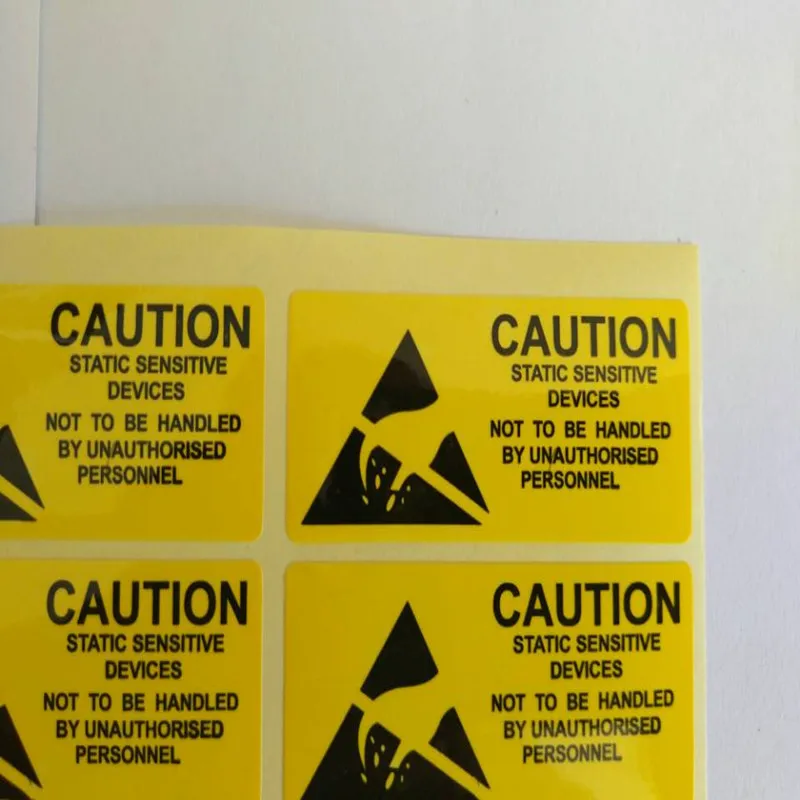 CAUTION
STATIC SENSITIVE
DEVICES
NOT TO BE HANDLED
BY UNAUTHORISED
PERSONNEL
CAUTION
STATIC SENSITIVE
DEVICES
NOT TO BE HANDLED
BY UNAUTHORISED
PERSONNEL
CAUTION
STATIC SENSITIVE
DEVICES
NOT TO BE HANDLED
BY UNAUTHORISED
PERSONNEL
CAUTION
STATIC SENSITIVE
DEVICES
NOT TO BE HANDLED
BY UNAUTHORISED
PERSONNEL